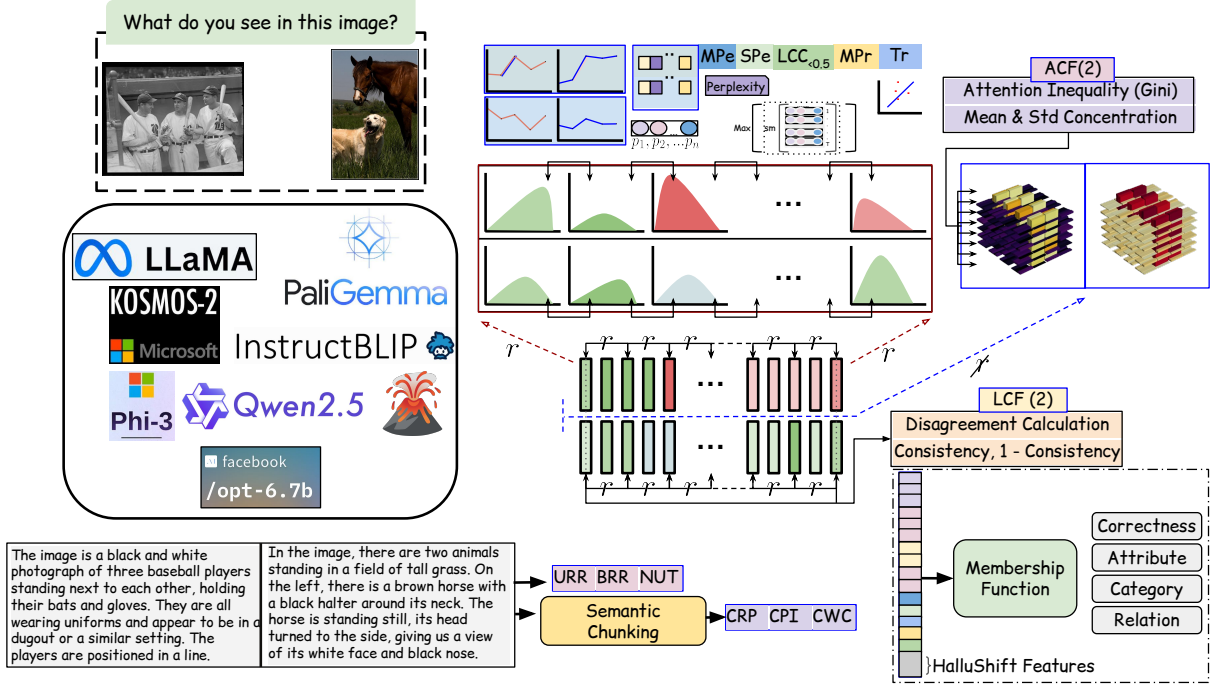 What do you see in this image?
LLaMA
PaliGemma
KOSMOS-2
Microsoft
InstructBLIP
Phi-3
Qwen2.5
facebook
/opt-6.7b
MPe SPe LCC<0.5 MPr Tr
Perplexity
p1, p2, ...pn
Max
sm
1
T
ACF(2)
Attention Inequality (Gini)
Mean & Std Concentration
...
...
r
r
r r r r r
r
...
...
r r r r r
LCF (2)
Disagreement Calculation
Consistency, 1 - Consistency
The image is a black and white
photograph of three baseball players
standing next to each other, holding
their bats and gloves. They are all
wearing uniforms and appear to be in a
dugout or a similar setting. The
players are positioned in a line.
In the image, there are two animals
standing in a field of tall grass. On
the left, there is a brown horse with
a black halter around its neck. The
horse is standing still, its head
turned to the side, giving us a view
of its white face and black nose.
URR BRR NUT
Semantic
Chunking
CRP CPI CWC
Membership
Function
Correctness
Attribute
Category
Relation
}HalluShift Features